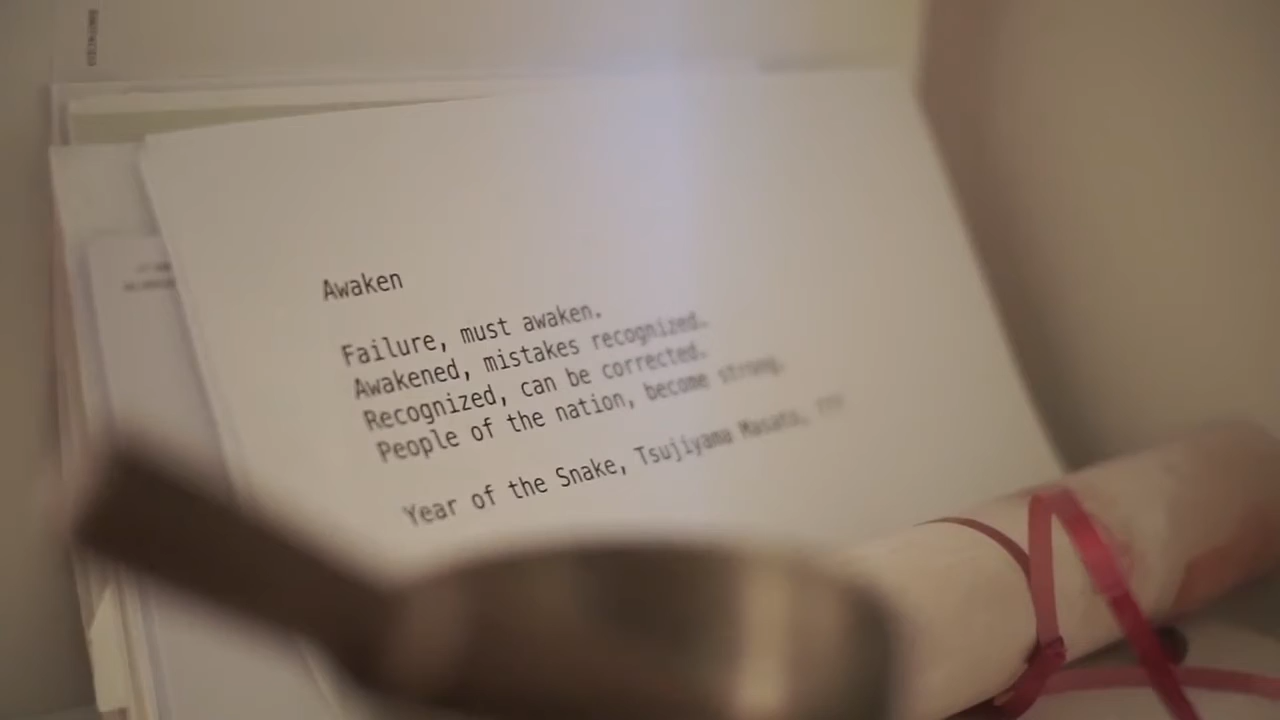 Awaken
Failure, must awaken.
Awakened, mistakes recognized.
Recognized, can be corrected.
People of the nation, become strong.
Year of the Snake, Tsujiyama Masato,